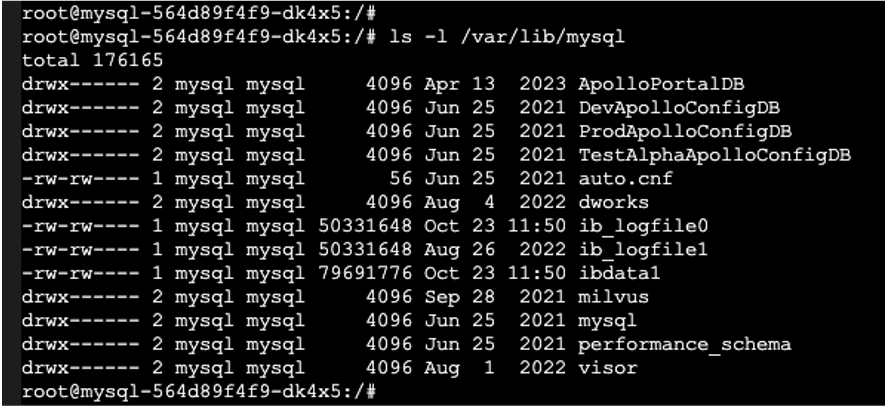 root@mysql-564d89f4f9-dk4x5:/#
root@mysql-564d89f4f9-dk4x5:/# ls -l /var/lib/mysql
total 176165
drwx------ 2 mysql mysql     4096 Apr 13  2023 ApolloPortalDB
drwx------ 2 mysql mysql     4096 Jun 25  2021 DevApolloConfigDB
drwx------ 2 mysql mysql     4096 Jun 25  2021 ProdApolloConfigDB
drwx------ 2 mysql mysql     4096 Jun 25  2021 TestAlphaApolloConfigDB
-rw-rw---- 1 mysql mysql       56 Jun 25  2021 auto.cnf
drwx------ 2 mysql mysql     4096 Aug  4  2022 dworks
-rw-rw---- 1 mysql mysql 50331648 Oct 23 11:50 ib_logfile0
-rw-rw---- 1 mysql mysql 50331648 Aug 26  2022 ib_logfile1
-rw-rw---- 1 mysql mysql 79691776 Oct 23 11:50 ibdata1
drwx------ 2 mysql mysql     4096 Sep 28  2021 milvus
drwx------ 2 mysql mysql     4096 Jun 25  2021 mysql
drwx------ 2 mysql mysql     4096 Jun 25  2021 performance_schema
drwx------ 2 mysql mysql     4096 Aug  1  2022 visor
root@mysql-564d89f4f9-dk4x5:/#